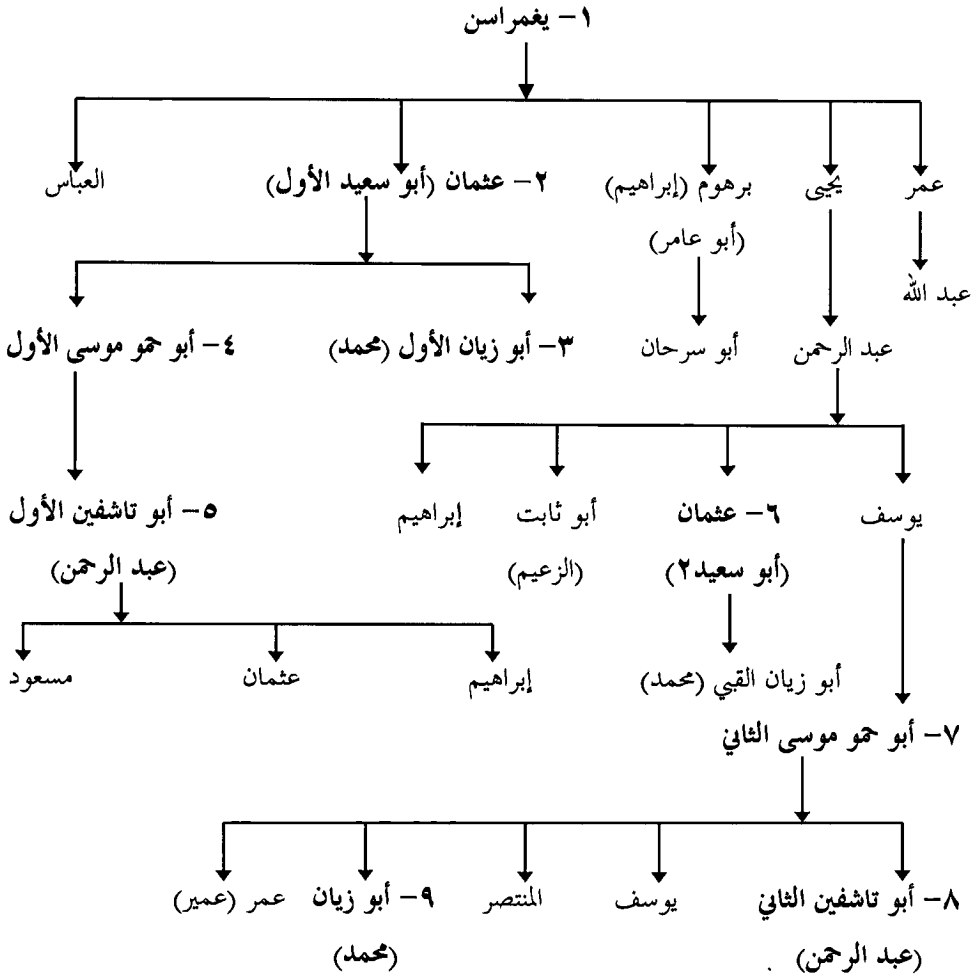 ١- يغمراسن
عمر يحيى برهوم (إبراهيم) ٢- عثمان (أبو سعيد الأول) العباس
(أبو عامر)
عبد الله
عبد الرحمن أبو سرحان ٣- أبو زيان الأول (محمد) ٤- أبو حمو موسى الأول
يوسف ٦- عثمان أبو ثابت إبراهيم ٥- أبو تاشفين الأول
(أبو سعيد٢) (الزعيم) (عبد الرحمن)
أبو زيان القبي (محمد) إبراهيم عثمان مسعود
٧- أبو حمو موسى الثاني
٨- أبو تاشفين الثاني يوسف المنتصر ٩- أبو زيان عمر (عمير)
(عبد الرحمن) (محمد)